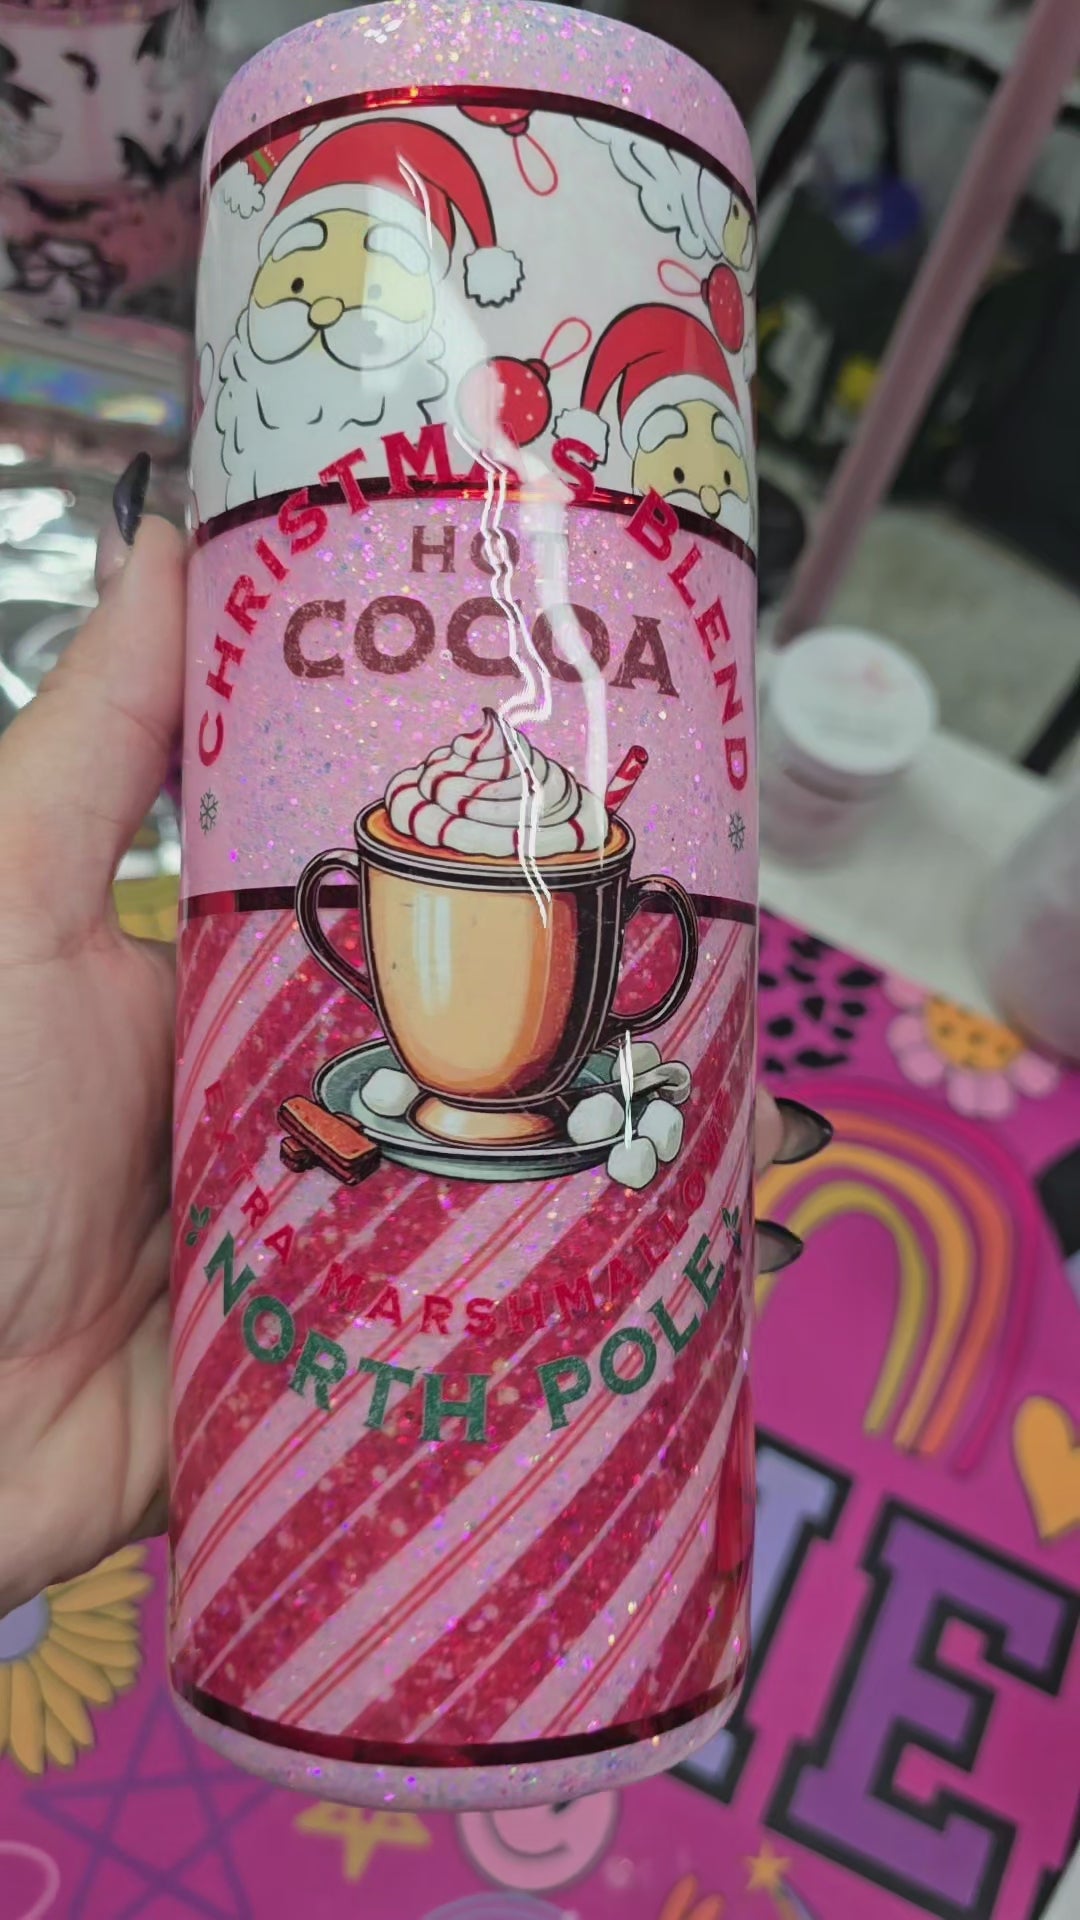 CHRISTMAS BLEND
HOT
COCOA
EXTRA MARSHMALLOWS
NORTH POLE